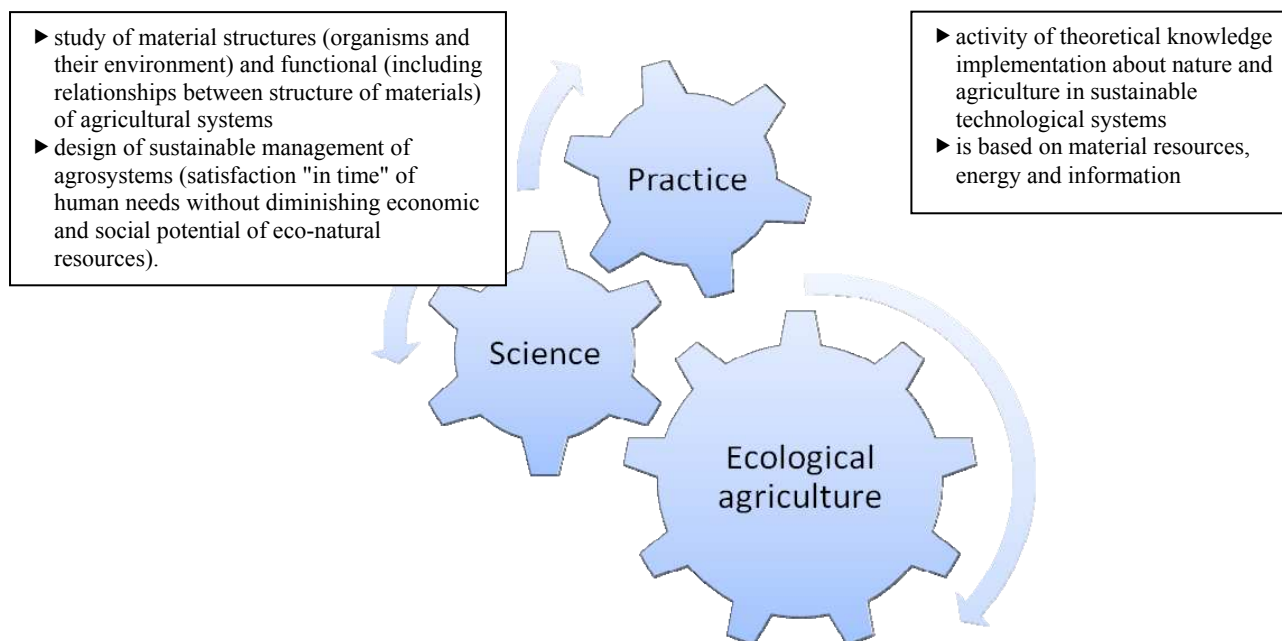 ▶ study of material structures (organisms and
their environment) and functional (including
relationships between structure of materials)
of agricultural systems
▶ design of sustainable management of
agrosystems (satisfaction "in time" of
human needs without diminishing economic
and social potential of eco-natural
resources).
▶ activity of theoretical knowledge
implementation about nature and
agriculture in sustainable
technological systems
▶ is based on material resources,
energy and information
Practice
Science
Ecological
agriculture